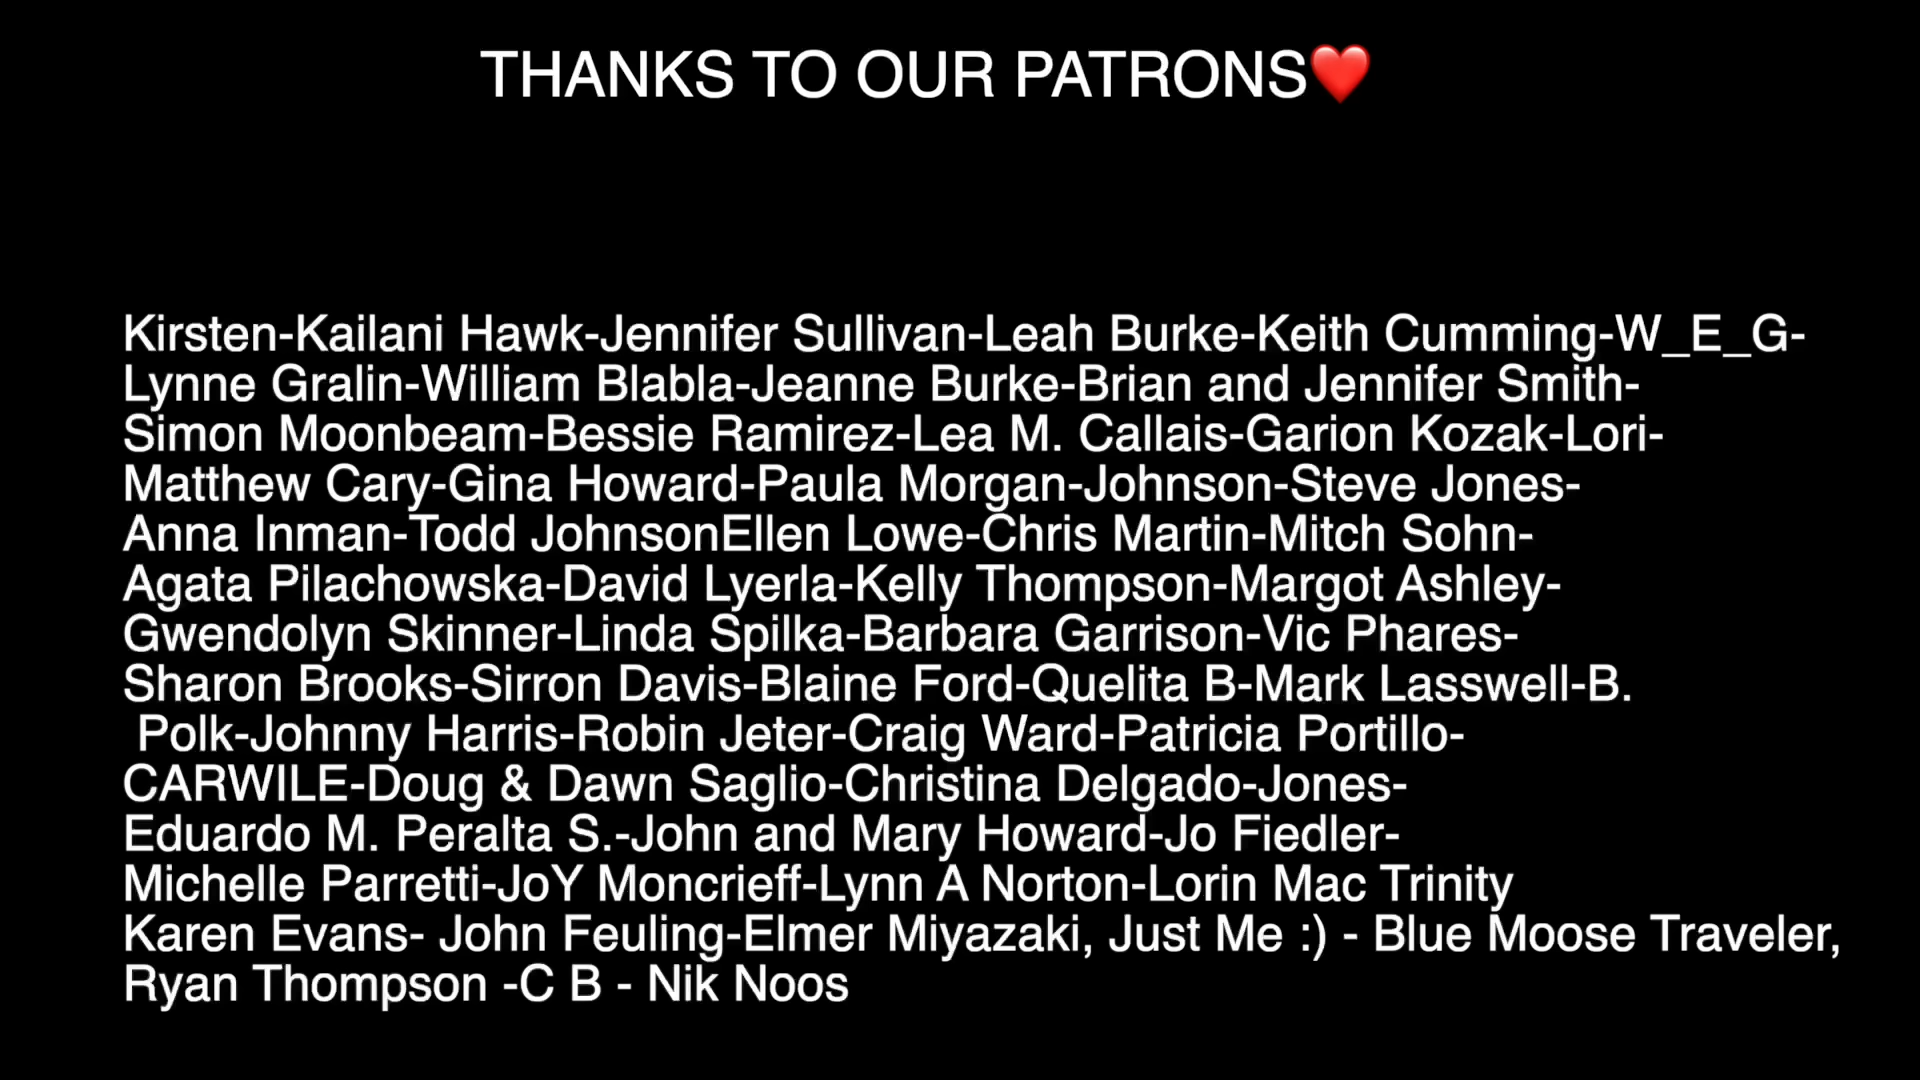 THANKS TO OUR PATRONS❤️
Kirsten-Kailani Hawk-Jennifer Sullivan-Leah Burke-Keith Cumming-W_E_G-
Lynne Gralin-William Blabla-Jeanne Burke-Brian and Jennifer Smith-
Simon Moonbeam-Bessie Ramirez-Lea M. Callais-Garion Kozak-Lori-
Matthew Cary-Gina Howard-Paula Morgan-Johnson-Steve Jones-
Anna Inman-Todd JohnsonEllen Lowe-Chris Martin-Mitch Sohn-
Agata Pilachowska-David Lyerla-Kelly Thompson-Margot Ashley-
Gwendolyn Skinner-Linda Spilka-Barbara Garrison-Vic Phares-
Sharon Brooks-Sirron Davis-Blaine Ford-Quelita B-Mark Lasswell-B.
Polk-Johnny Harris-Robin Jeter-Craig Ward-Patricia Portillo-
CARWILE-Doug & Dawn Saglio-Christina Delgado-Jones-
Eduardo M. Peralta S.-John and Mary Howard-Jo Fiedler-
Michelle Parretti-JoY Moncrieff-Lynn A Norton-Lorin Mac Trinity
Karen Evans- John Feuling-Elmer Miyazaki, Just Me :) - Blue Moose Traveler,
Ryan Thompson -C B - Nik Noos